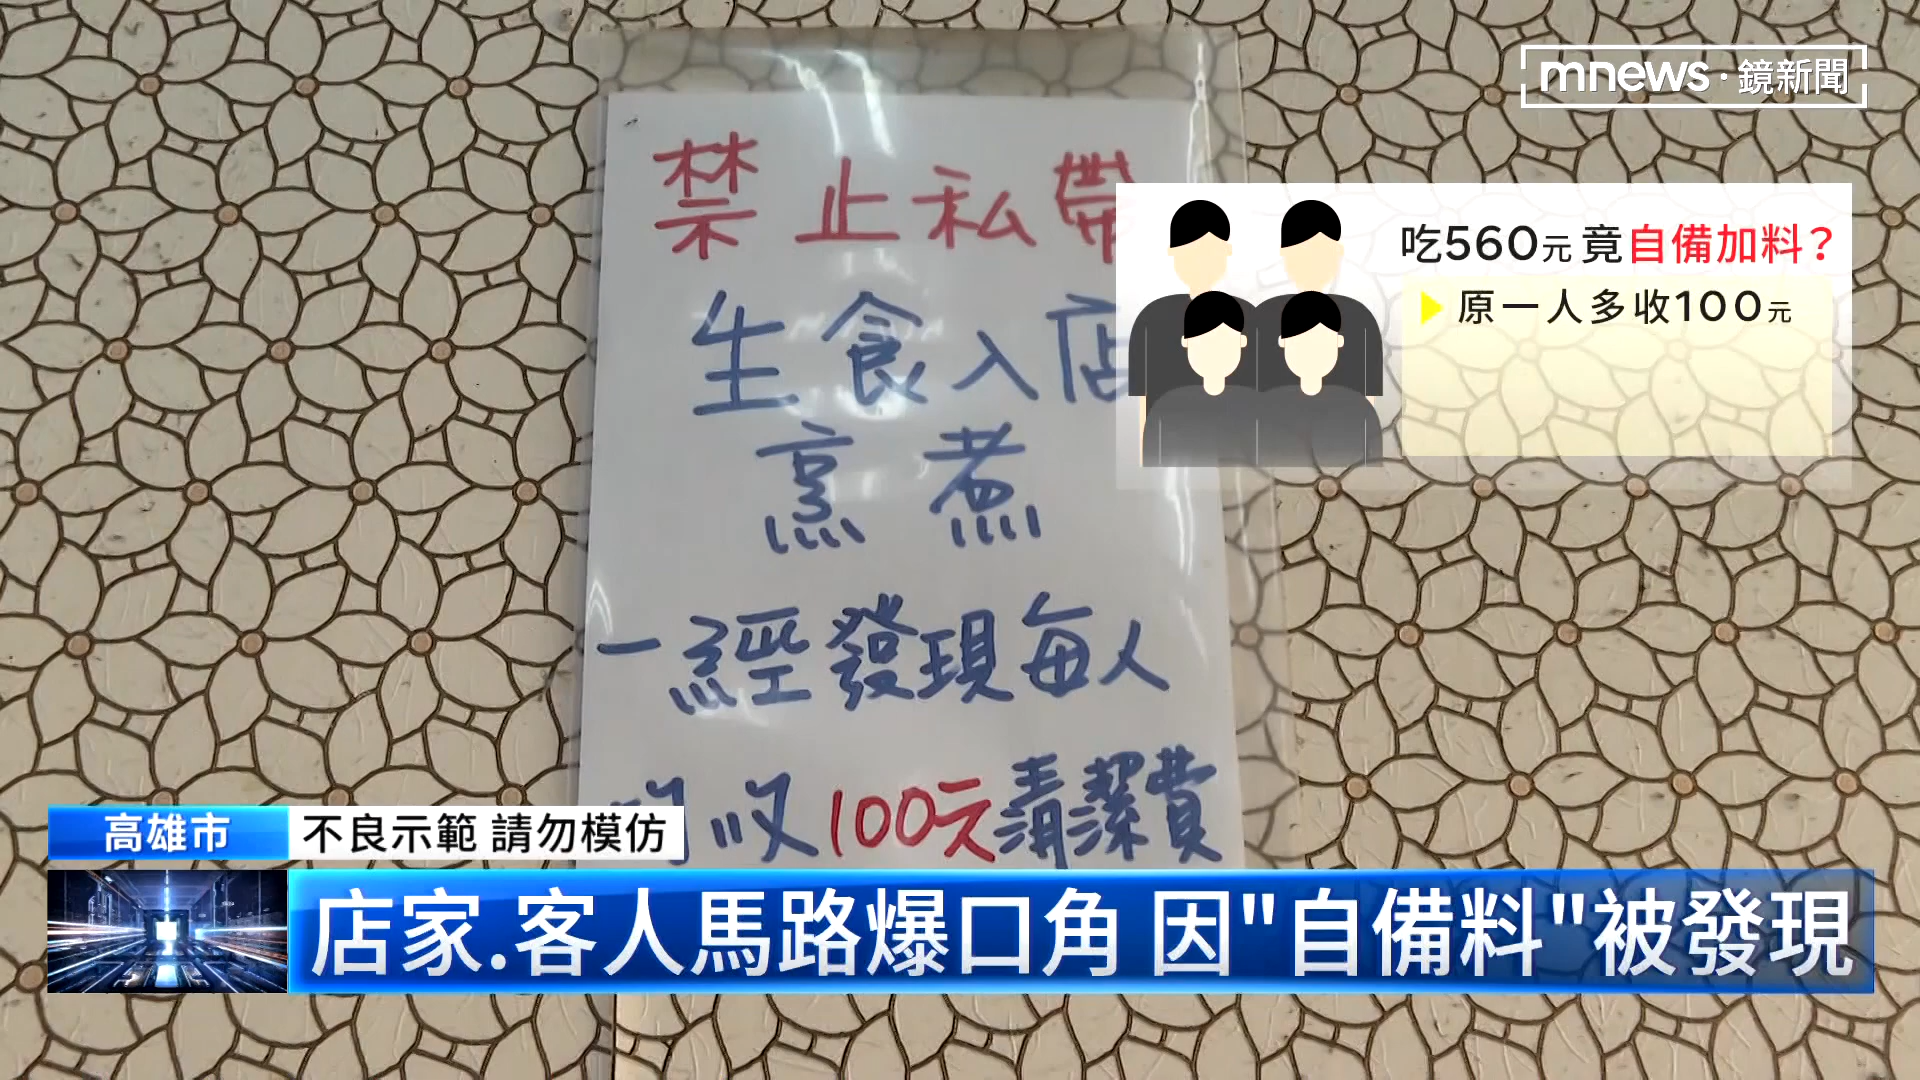 mnews·鏡新聞
禁止私帶
生食入店
烹煮
一經發現每人
收100元清潔費
吃560元竟自備加料?
原一人多收100元
高雄市
不良示範 請勿模仿
店家.客人馬路爆口角 因"自備料"被發現